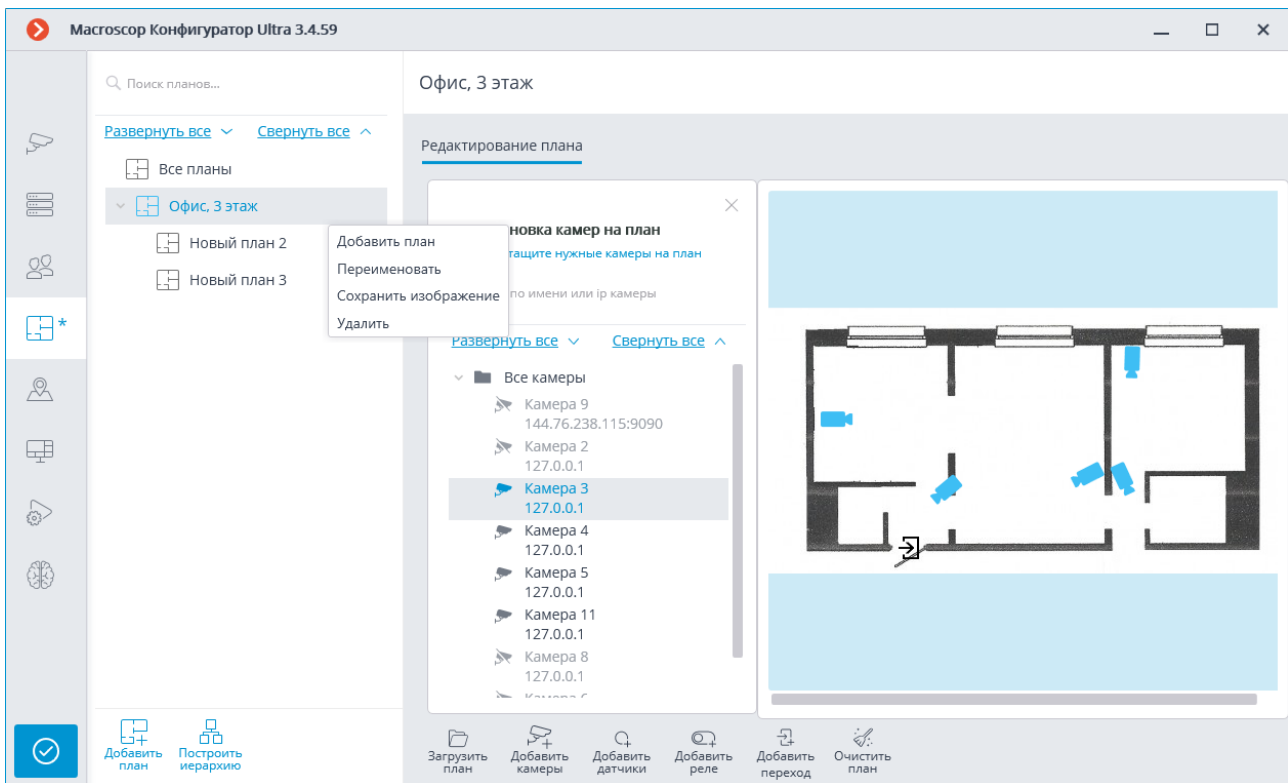 Macroscop Конфигуратор Ultra 3.4.59
Поиск планов...
Развернуть все
Свернуть все
Все планы
Офис, 3 этаж
Новый план 2
Новый план 3
Добавить план
Переименовать
Сохранить изображение
Удалить
Офис, 3 этаж
Редактирование плана
новка камер на план
тащите нужные камеры на план
по имени или ip камеры
Развернуть все
Свернуть все
Все камеры
Камера 9
144.76.238.115:9090
Камера 2
127.0.0.1
Камера 3
127.0.0.1
Камера 4
127.0.0.1
Камера 5
127.0.0.1
Камера 11
127.0.0.1
Камера 8
127.0.0.1
Добавить
план
Построить
иерархию
Загрузить
план
Добавить
камеры
Добавить
датчики
Добавить
реле
Добавить
переход
Очистить
план